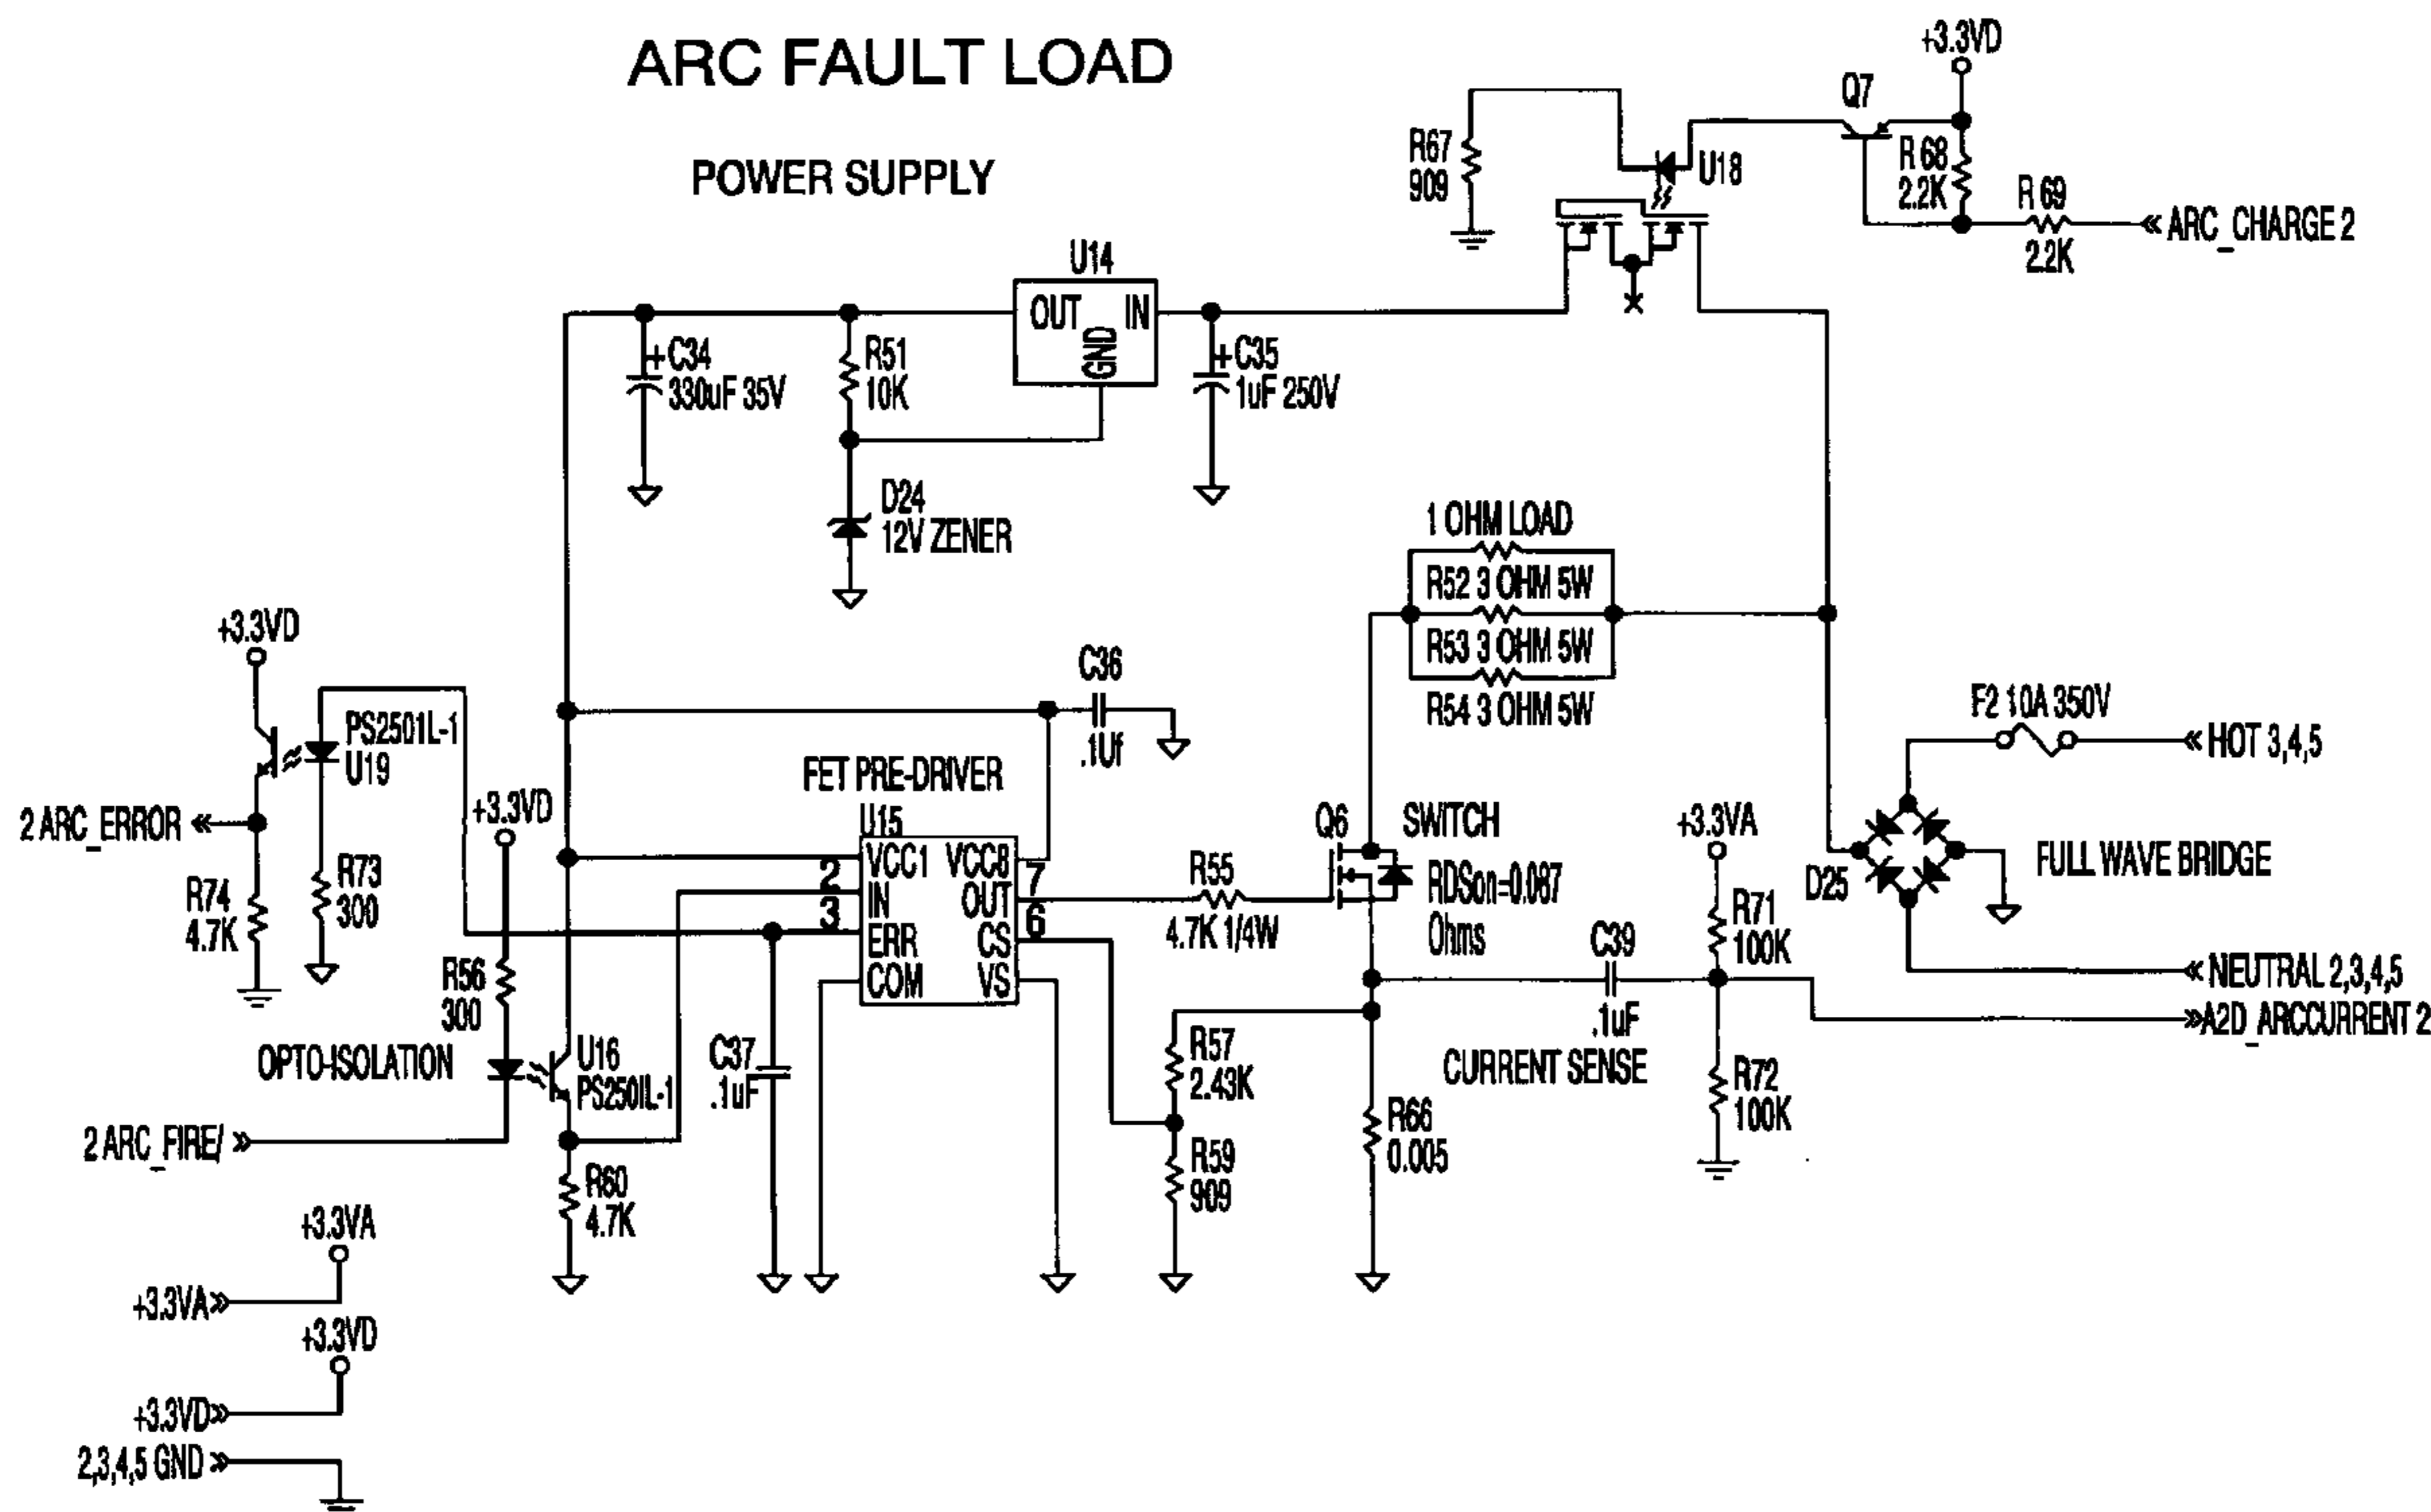 ARC FAULT LOAD
POWER SUPPLY
+3.3VD
Q7
R67
909
U18
R 68
2.2K
R 69
2.2K
« ARC_CHARGE 2
U14
OUT
IN
GND
+C34
330uF 35V
R51
10K
+C35
1uF 250V
D24
12V ZENER
1 OHM LOAD
R52 3 OHM 5W
R53 3 OHM 5W
R54 3 OHM 5W
+3.3VD
C36
.1Uf
F2 10A 350V
« HOT 3,4,5
PS2501L-1
U19
FET PRE-DRIVER
U15
2 ARC_ERROR «
+3.3VD
Q6
SWITCH
RDSon=0.087
Ohms
+3.3VA
D25
FULL WAVE BRIDGE
VCC1
VCC8
2
IN
7
OUT
3
ERR
6
CS
COM
VS
R55
4.7K 1/4W
R74
4.7K
R73
300
R71
100K
C39
.1uF
« NEUTRAL 2,3,4,5
»A2D_ARCCURRENT 2
R56
300
OPTO-ISOLATION
U16
PS250IL-1
C37
.1uF
R57
2.43K
CURRENT SENSE
R72
100K
2 ARC_FIRE/ »
R66
0.005
R59
909
R60
4.7K
+3.3VA
+3.3VA»
+3.3VD
+3.3VD»
2,3,4,5 GND »